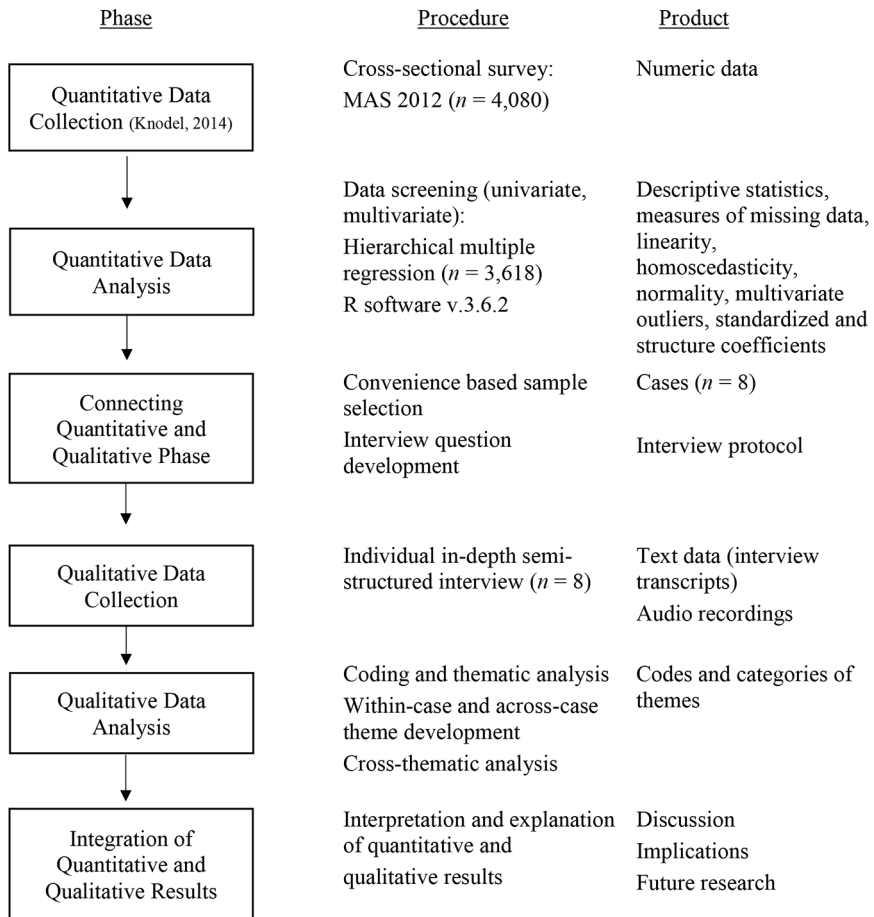 Phase
Procedure
Product
Quantitative Data
Collection (Knodel, 2014)
Cross-sectional survey:
MAS 2012 (n = 4,080)
Numeric data
Quantitative Data
Analysis
Data screening (univariate,
multivariate):
Hierarchical multiple
regression (n = 3,618)
R software v.3.6.2
Descriptive statistics,
measures of missing data,
linearity,
homoscedasticity,
normality, multivariate
outliers, standardized and
structure coefficients
Connecting
Quantitative and
Qualitative Phase
Convenience based sample
selection
Interview question
development
Cases (n = 8)
Interview protocol
Qualitative Data
Collection
Individual in-depth semi-
structured interview (n = 8)
Text data (interview
transcripts)
Audio recordings
Qualitative Data
Analysis
Coding and thematic analysis
Within-case and across-case
theme development
Cross-thematic analysis
Codes and categories of
themes
Integration of
Quantitative and
Qualitative Results
Interpretation and explanation
of quantitative and
qualitative results
Discussion
Implications
Future research